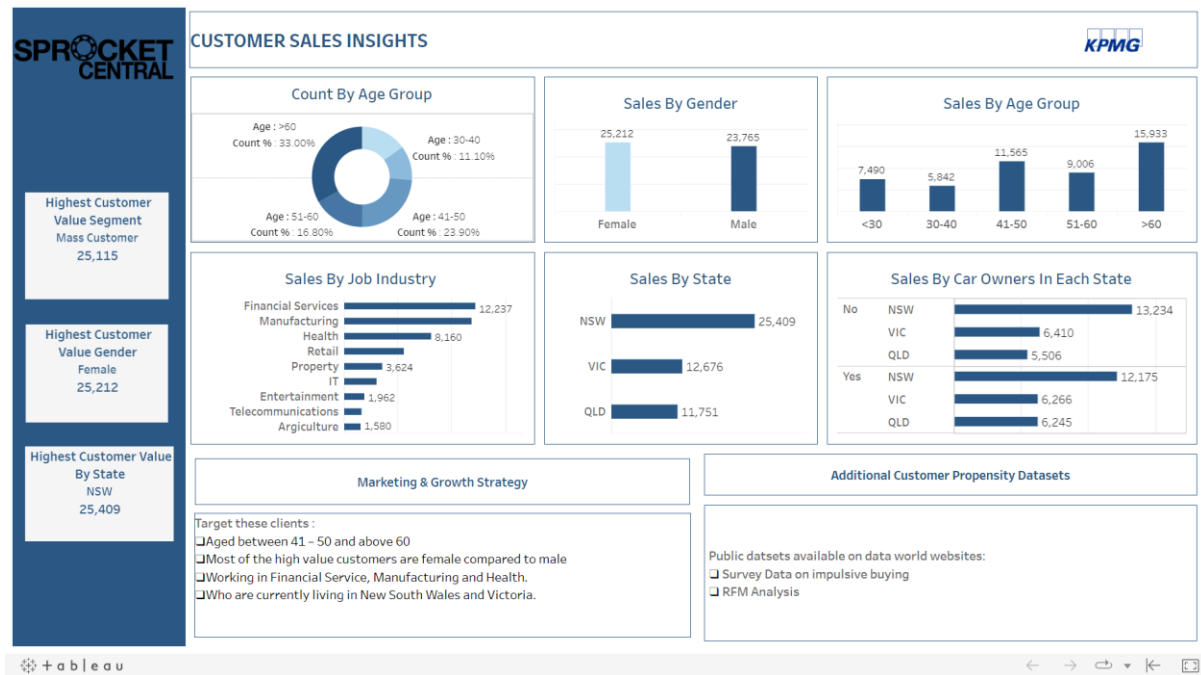 SPROCKET
CENTRAL
CUSTOMER SALES INSIGHTS
KPMG
Highest Customer
Value Segment
Mass Customer
25,115
Highest Customer
Value Gender
Female
25,212
Highest Customer Value
By State
NSW
25,409
Count By Age Group
Age : >60
Count % : 33.00%
Age : 30-40
Count % : 11.10%
Age : 51-60
Count % : 16.80%
Age : 41-50
Count % : 23.90%
Sales By Gender
25,212
23,765
Female
Male
Sales By Age Group
7,490
5,842
11,565
9,006
15,933
<30
30-40
41-50
51-60
>60
Sales By Job Industry
Financial Services 12,237
Manufacturing
Health 8,160
Retail
Property 3,624
IT
Entertainment 1,962
Telecommunications
Argiculture 1,580
Sales By State
NSW 25,409
VIC 12,676
QLD 11,751
Sales By Car Owners In Each State
No NSW 13,234
VIC 6,410
QLD 5,506
Yes NSW 12,175
VIC 6,266
QLD 6,245
Marketing & Growth Strategy
Target these clients :
❑Aged between 41 – 50 and above 60
❑Most of the high value customers are female compared to male
❑Working in Financial Service, Manufacturing and Health.
❑Who are currently living in New South Wales and Victoria.
Additional Customer Propensity Datasets
Public datsets available on data world websites:
❑ Survey Data on impulsive buying
❑ RFM Analysis
+ a b l e a u